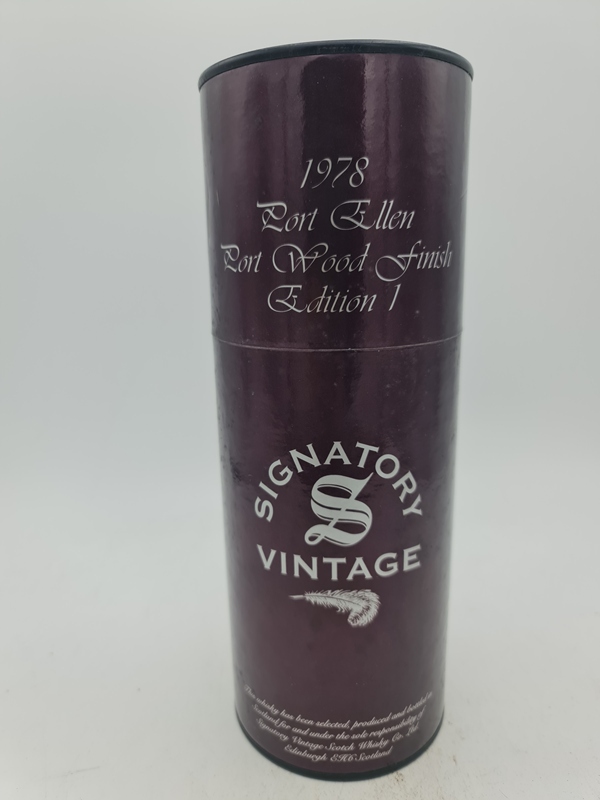 1978
Port Ellen
Port Wood Finish
Edition 1
SIGNATORY
S
VINTAGE
This whisky has been selected, produced and bottled in
Scotland for and under the sole responsibility of
Signatory Vintage Scotch Whisky Co. Ltd
Edinburgh EH6 Scotland